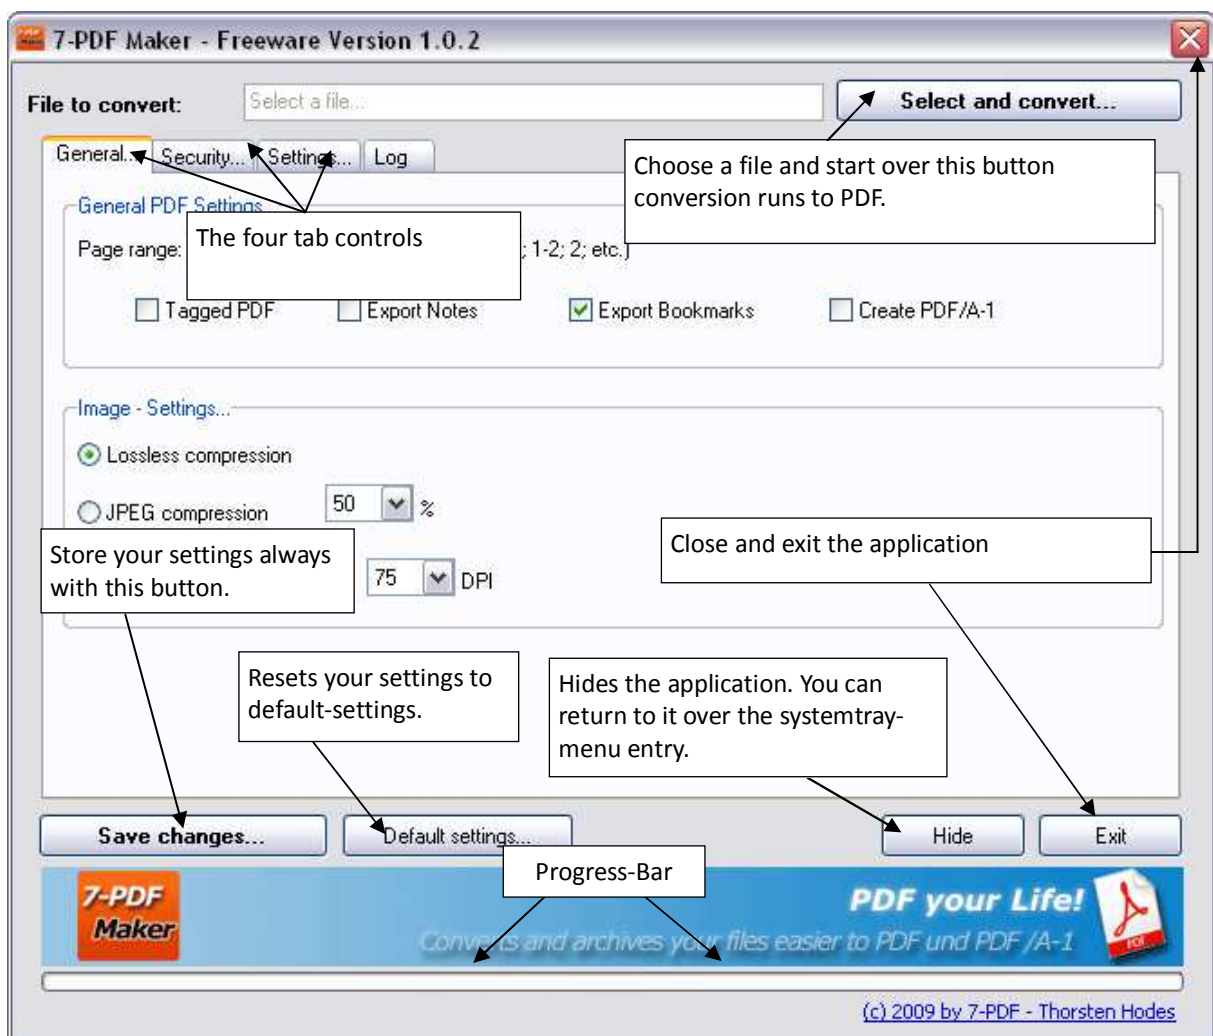 7-PDF Maker - Freeware Version 1.0.2
File to convert:
Select a file...
Select and convert...
General...
Security...
Settings...
Log
Choose a file and start over this button
conversion runs to PDF.
General PDF Settings...
The four tab controls
Page range:
; 1-2; 2; etc.)
Tagged PDF
Export Notes
Export Bookmarks
Create PDF/A-1
Image - Settings...
Lossless compression
JPEG compression
50
%
Store your settings always
with this button.
75
DPI
Close and exit the application
Resets your settings to
default-settings.
Hides the application. You can
return to it over the systemtray-
menu entry.
Save changes...
Default settings...
Hide
Exit
Progress-Bar
7-PDF
Maker
PDF your Life!
Converts and archives your files easier to PDF und PDF /A-1
PDF
(c) 2009 by 7-PDF - Thorsten Hodes